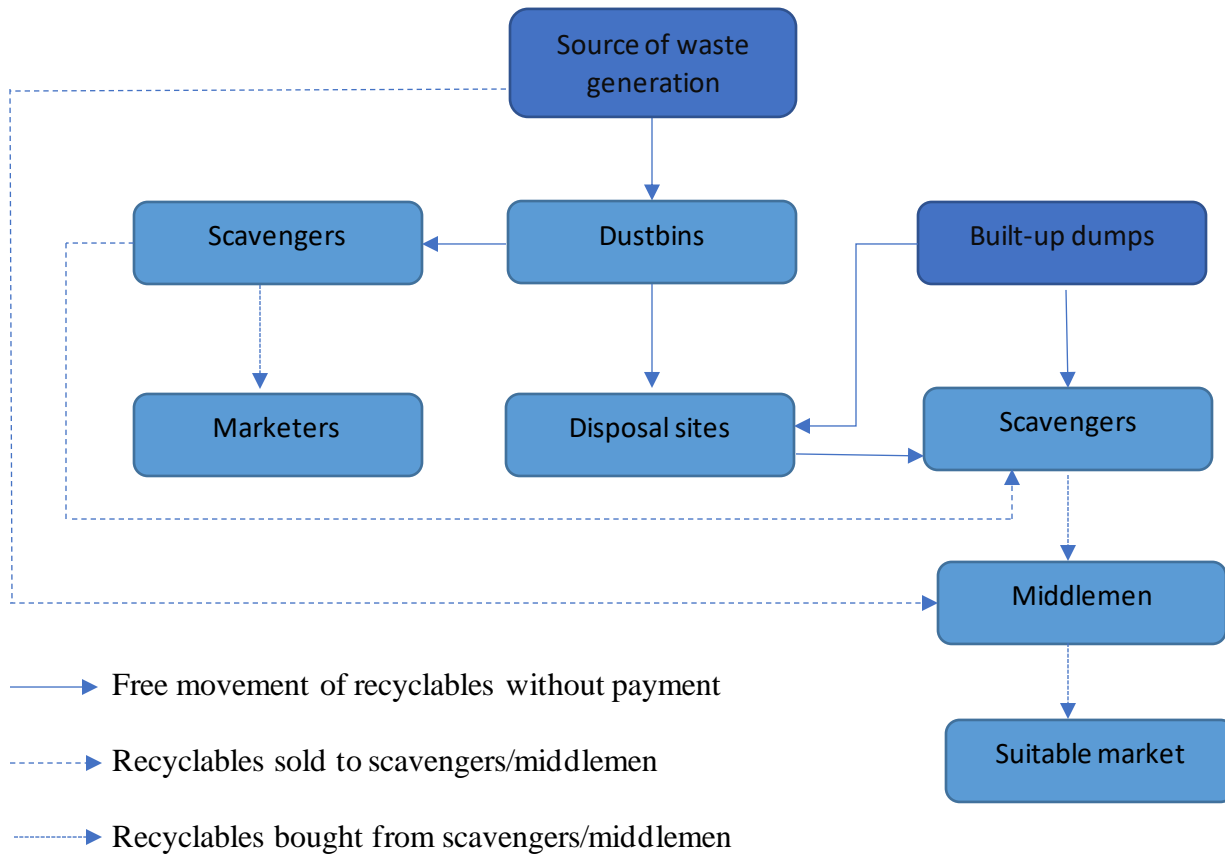 Source of waste
generation
Scavengers
Dustbins
Built-up dumps
Marketers
Disposal sites
Scavengers
Middlemen
Free movement of recyclables without payment
Recyclables sold to scavengers/middlemen
Suitable market
Recyclables bought from scavengers/middlemen